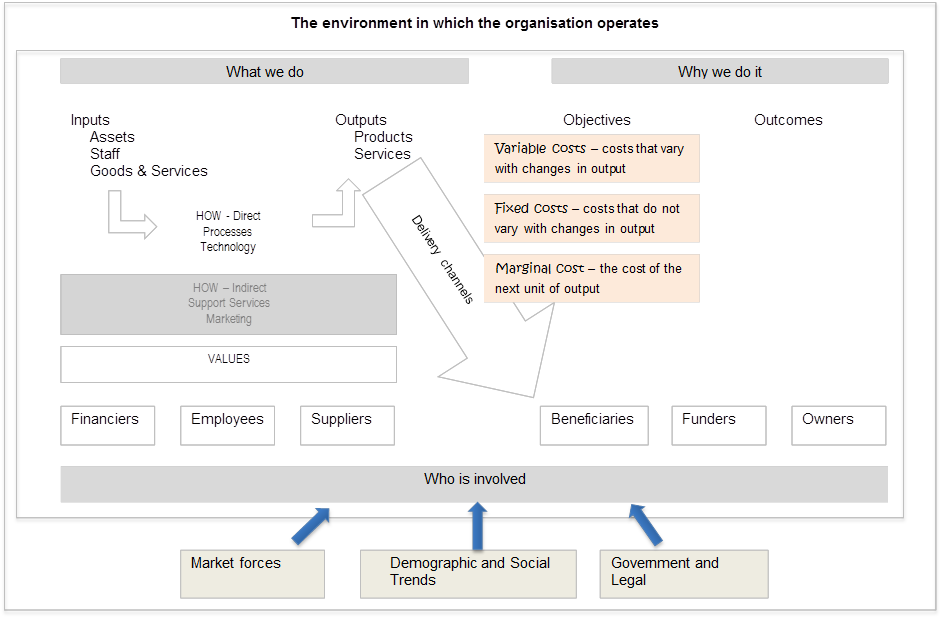 The environment in which the organisation operates
What we do
Why we do it
Inputs
Assets
Staff
Goods & Services
Outputs
Products
Services
Objectives
Outcomes
Variable Costs – costs that vary
with changes in output
Fixed Costs – costs that do not
vary with changes in output
Marginal Cost – the cost of the
next unit of output
HOW - Direct
Processes
Technology
Delivery channels
HOW – Indirect
Support Services
Marketing
VALUES
Financiers
Employees
Suppliers
Beneficiaries
Funders
Owners
Who is involved
Market forces
Demographic and Social
Trends
Government and
Legal